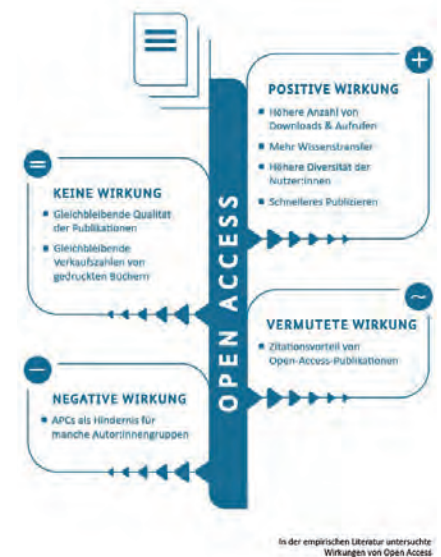 POSITIVE WIRKUNG
Höhere Anzahl von
Downloads & Aufrufen
Mehr Wissenstransfer
Höhere Diversität der
Nutzer:innen
Schnelleres Publizieren
KEINE WIRKUNG
Gleichbleibende Qualität
der Publikationen
Gleichbleibende
Verkaufszahlen von
gedruckten Büchern
OPEN ACCESS
VERMUTETE WIRKUNG
Zitationsvorteil von
Open-Access-Publikationen
NEGATIVE WIRKUNG
APCs als Hindernis für
manche Autor:innengruppen
In der empirischen Literatur untersuchte
Wirkungen von Open Access